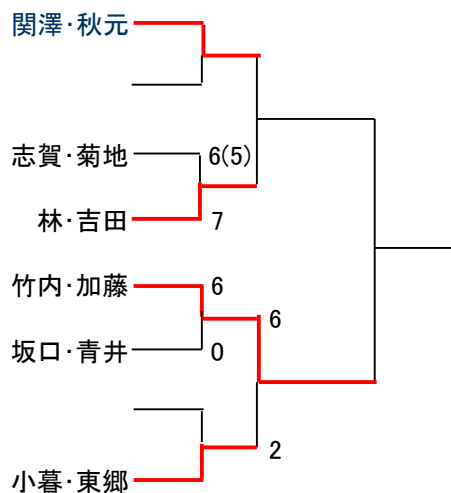 関澤・秋元
志賀・菊地 6(5)
林・吉田 7
竹内・加藤 6
6
坂口・青井 0
2
小暮・東郷